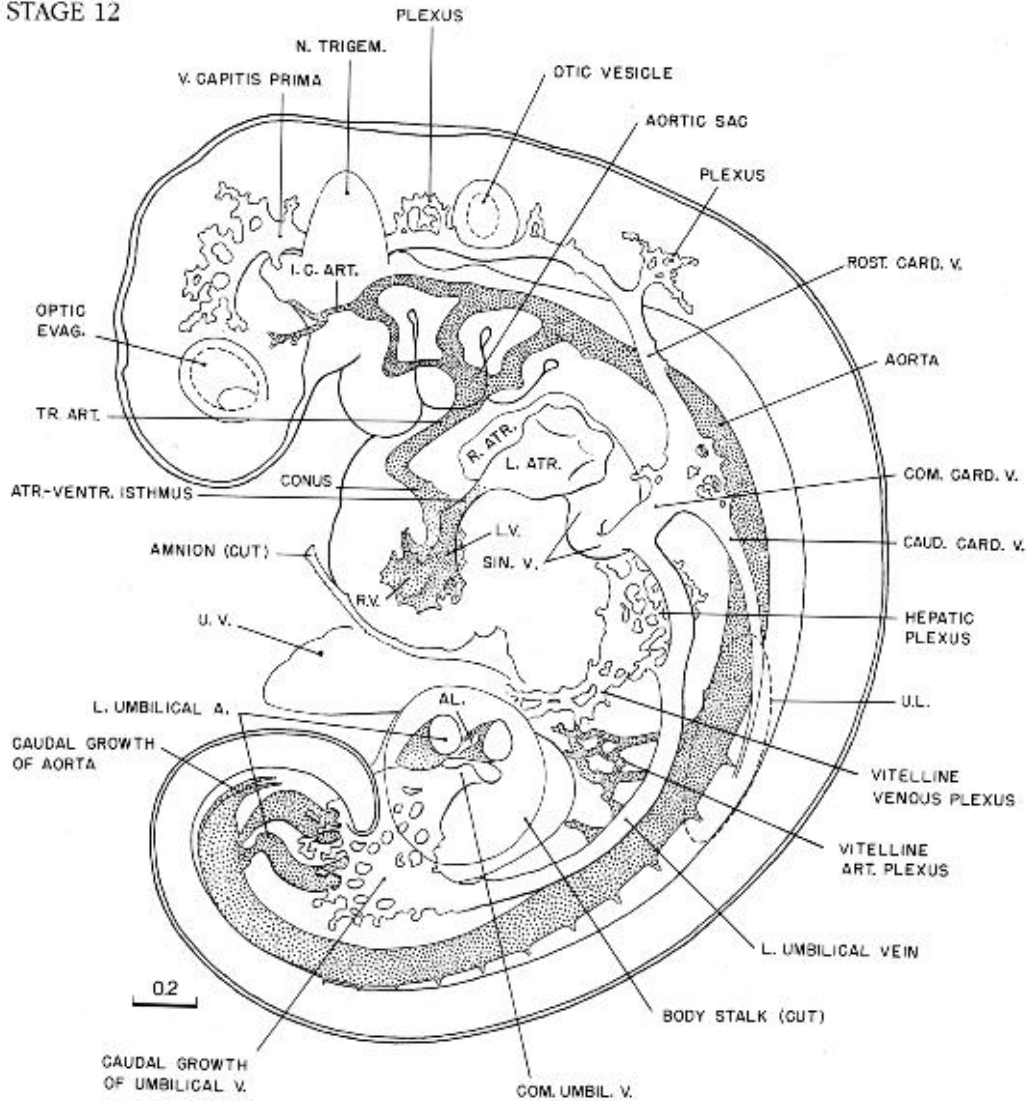 STAGE 12
PLEXUS
N. TRIGEM.
V. CAPITIS PRIMA
OTIC VESICLE
AORTIC SAC
PLEXUS
ROST. CARD. V.
I.C. ART.
OPTIC
EVAG.
AORTA
TR. ART.
R. ATR.
L. ATR.
CONUS
ATR.-VENTR. ISTHMUS
COM. CARD. V.
L.V.
AMNION (CUT)
SIN. V.
CAUD. CARD. V.
R.V.
U. V.
HEPATIC
PLEXUS
L. UMBILICAL A.
AL.
U.L.
CAUDAL GROWTH
OF AORTA
VITELLINE
VENOUS PLEXUS
VITELLINE
ART. PLEXUS
L. UMBILICAL VEIN
0.2
BODY STALK (CUT)
CAUDAL GROWTH
OF UMBILICAL V.
COM. UMBIL. V.